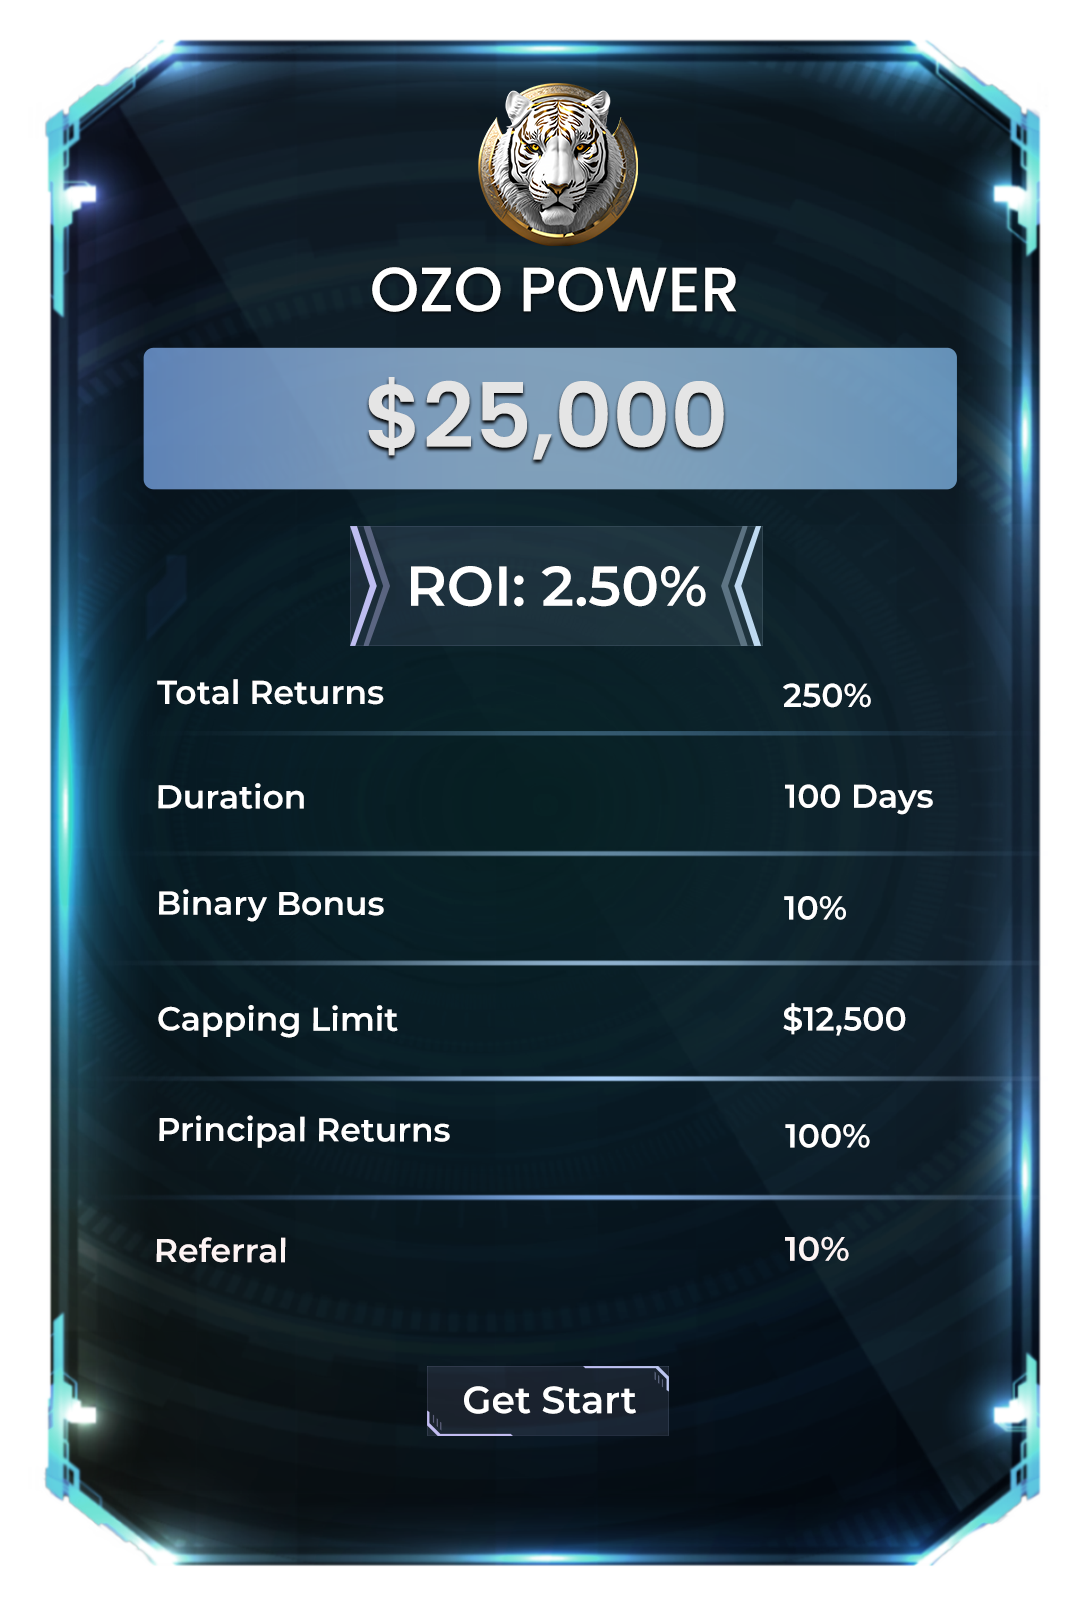 OZO POWER
$25,000
ROI: 2.50%
Total Returns 250%
Duration 100 Days
Binary Bonus 10%
Capping Limit $12,500
Principal Returns 100%
Referral 10%
Get Start